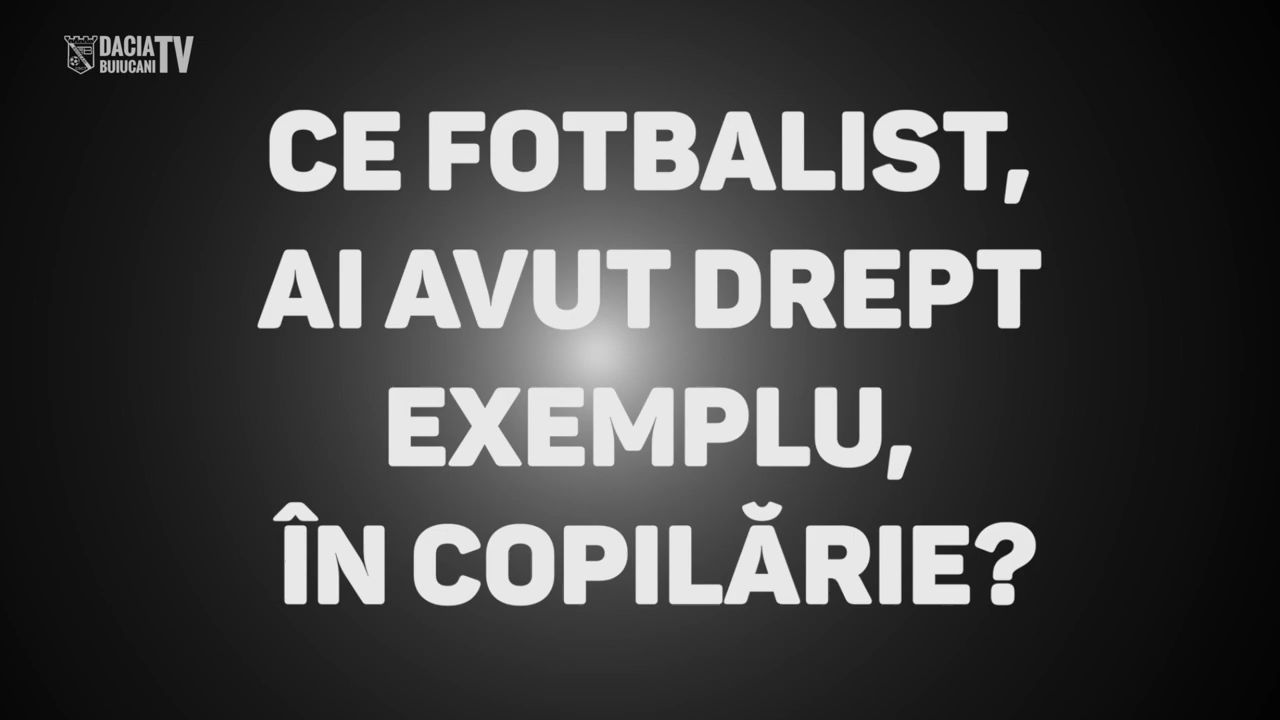 DACIA
BUIUCANI
TV
CE FOTBALIST,
AI AVUT DREPT
EXEMPLU,
ÎN COPILĂRIE?